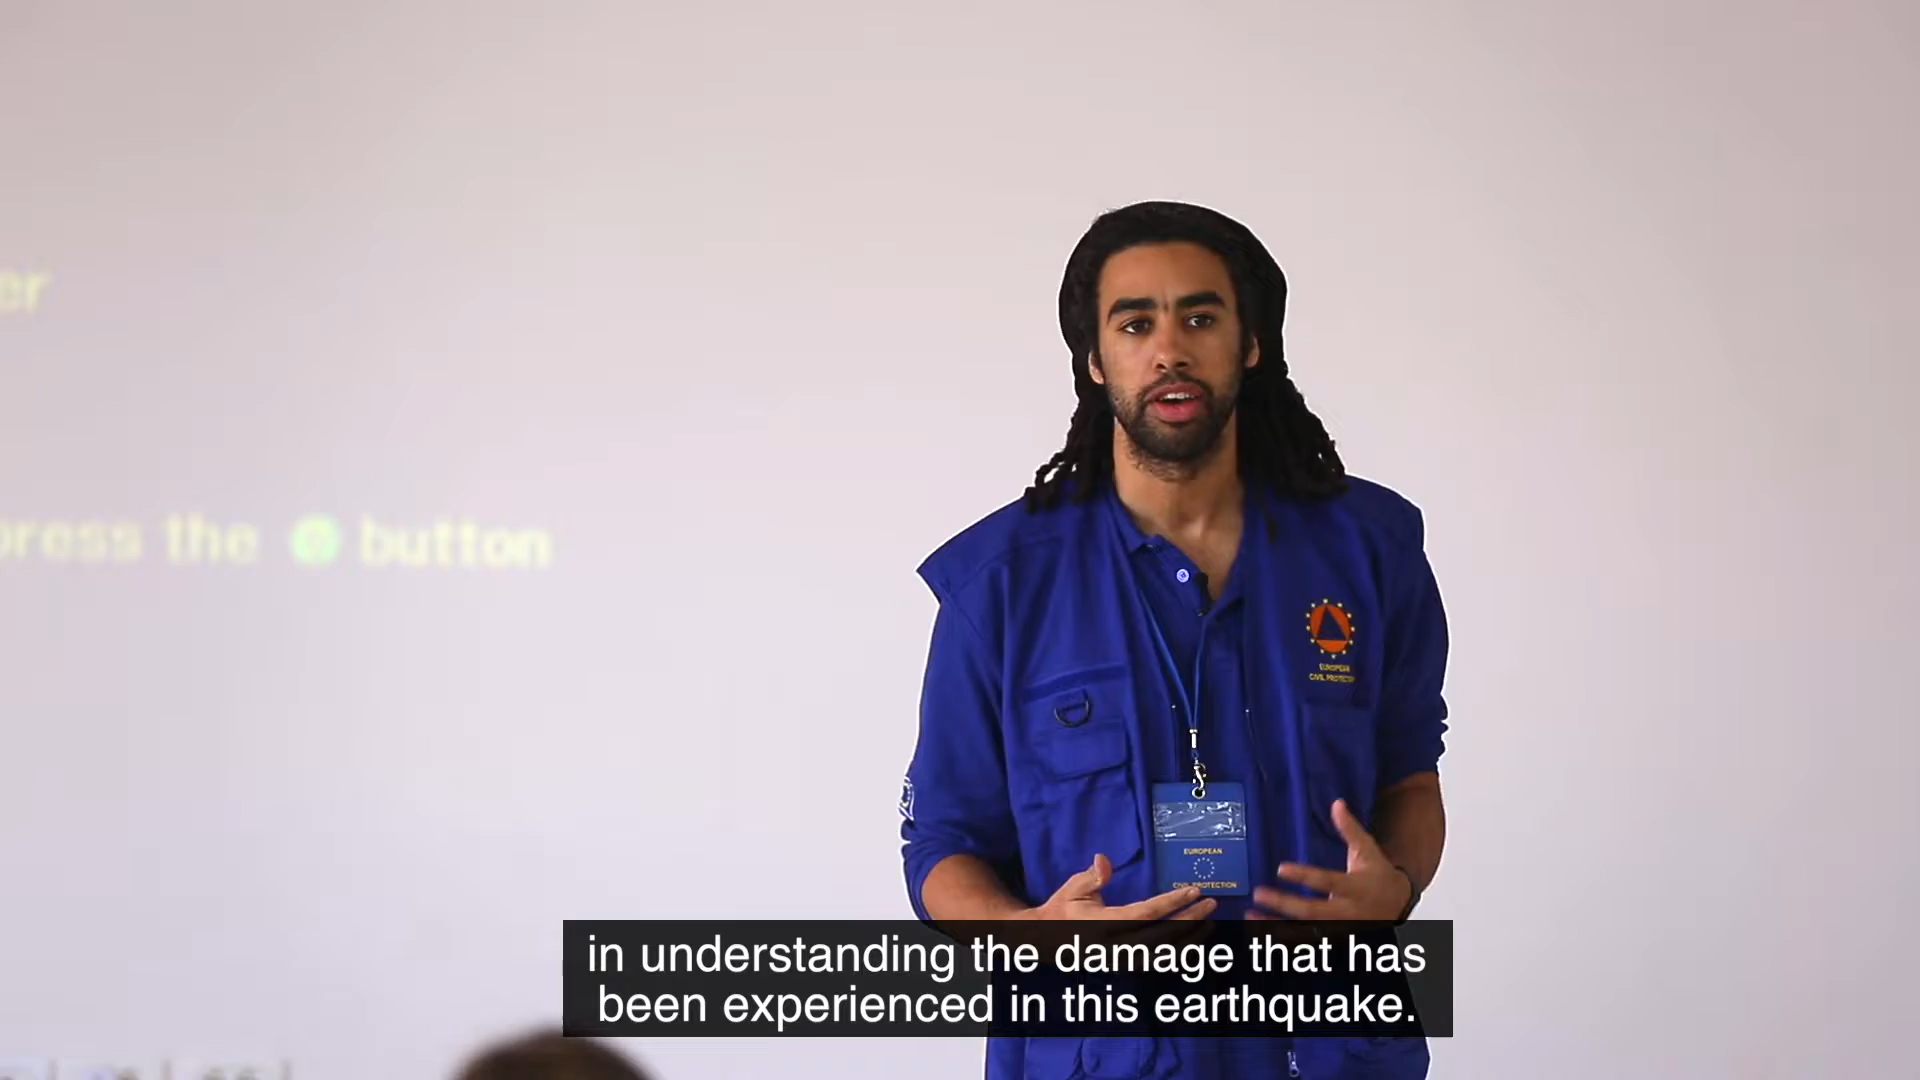 er
press the button
EUROPEAN
CIVIL PROTECTION
EUROPEAN
CIVIL PROTECTION
in understanding the damage that has
been experienced in this earthquake.